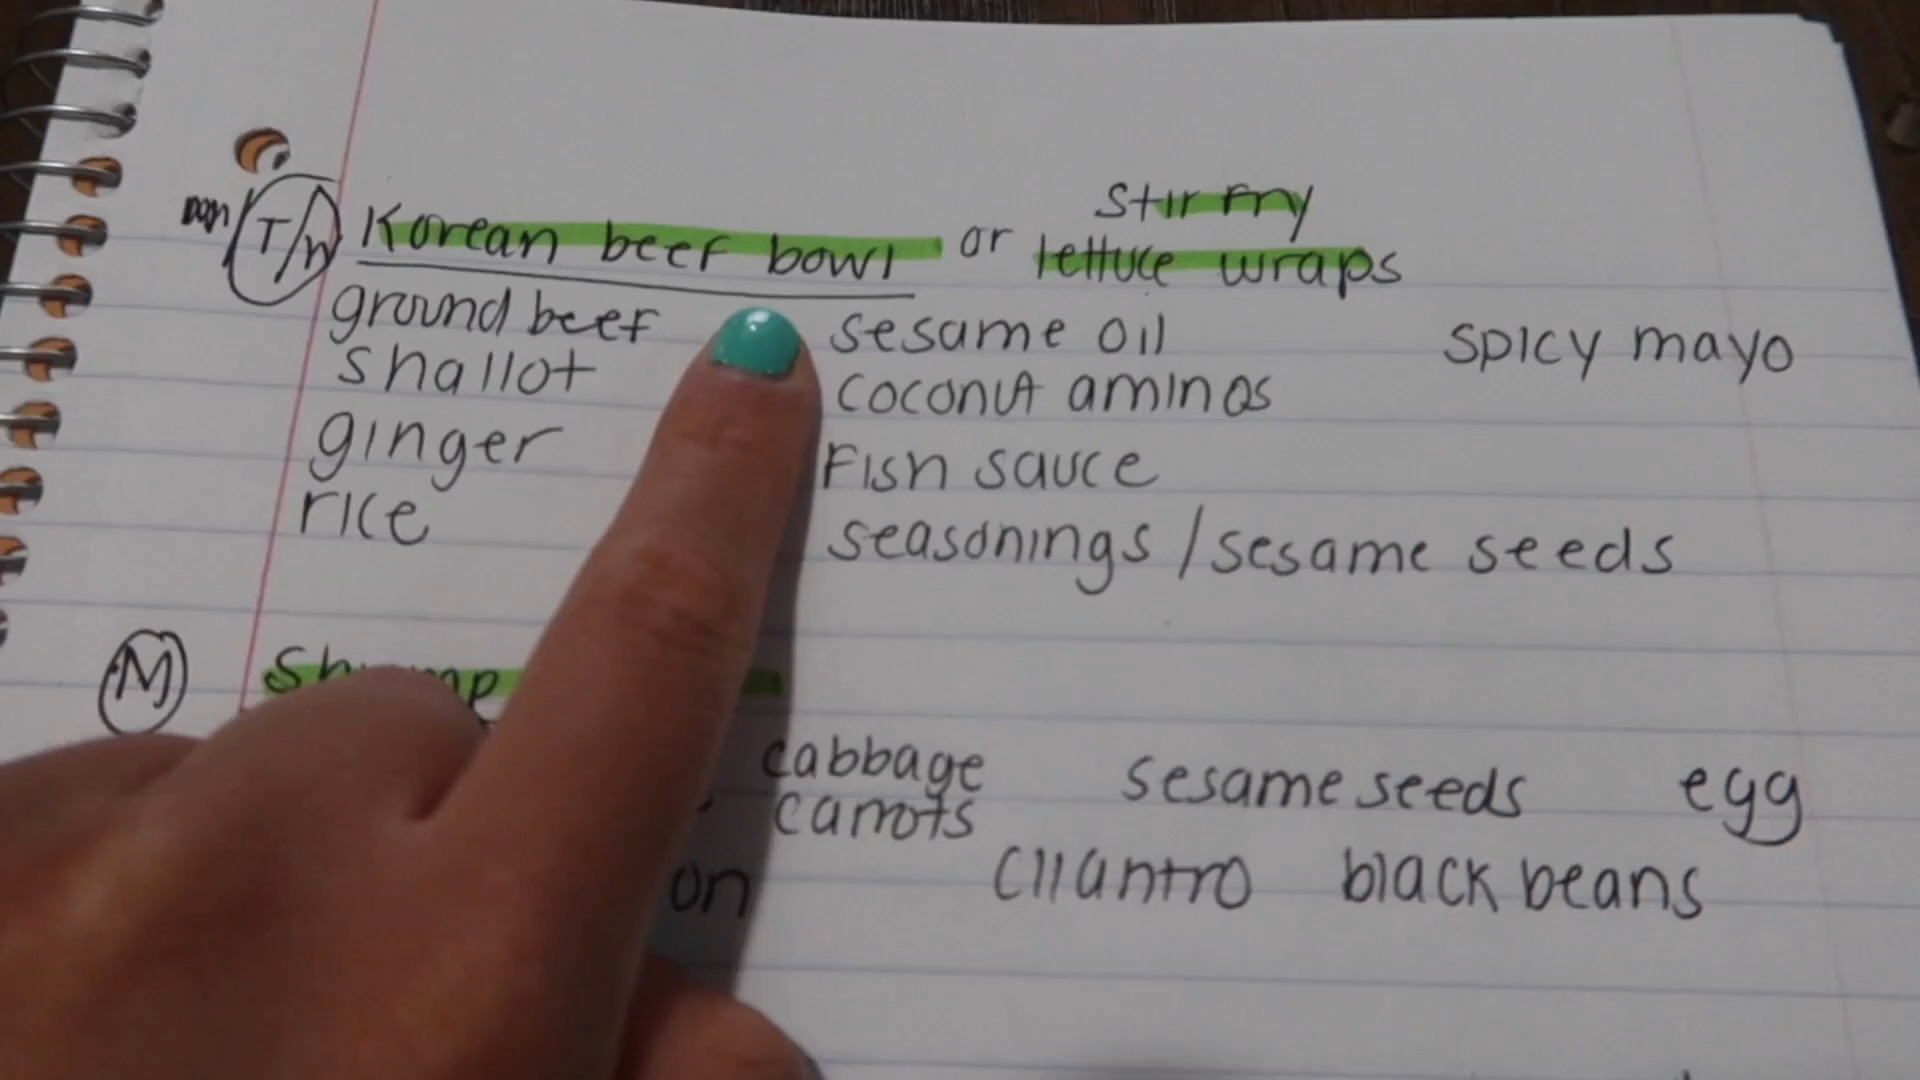 T/n Korean beef bowl or stir fry lettuce wraps
ground beef
shallot
ginger
rice
sesame oil
coconut aminos
Fish sauce
seasonings / sesame seeds
spicy mayo
M
cabbage
carrots
sesame seeds
egg
cilantro
black beans